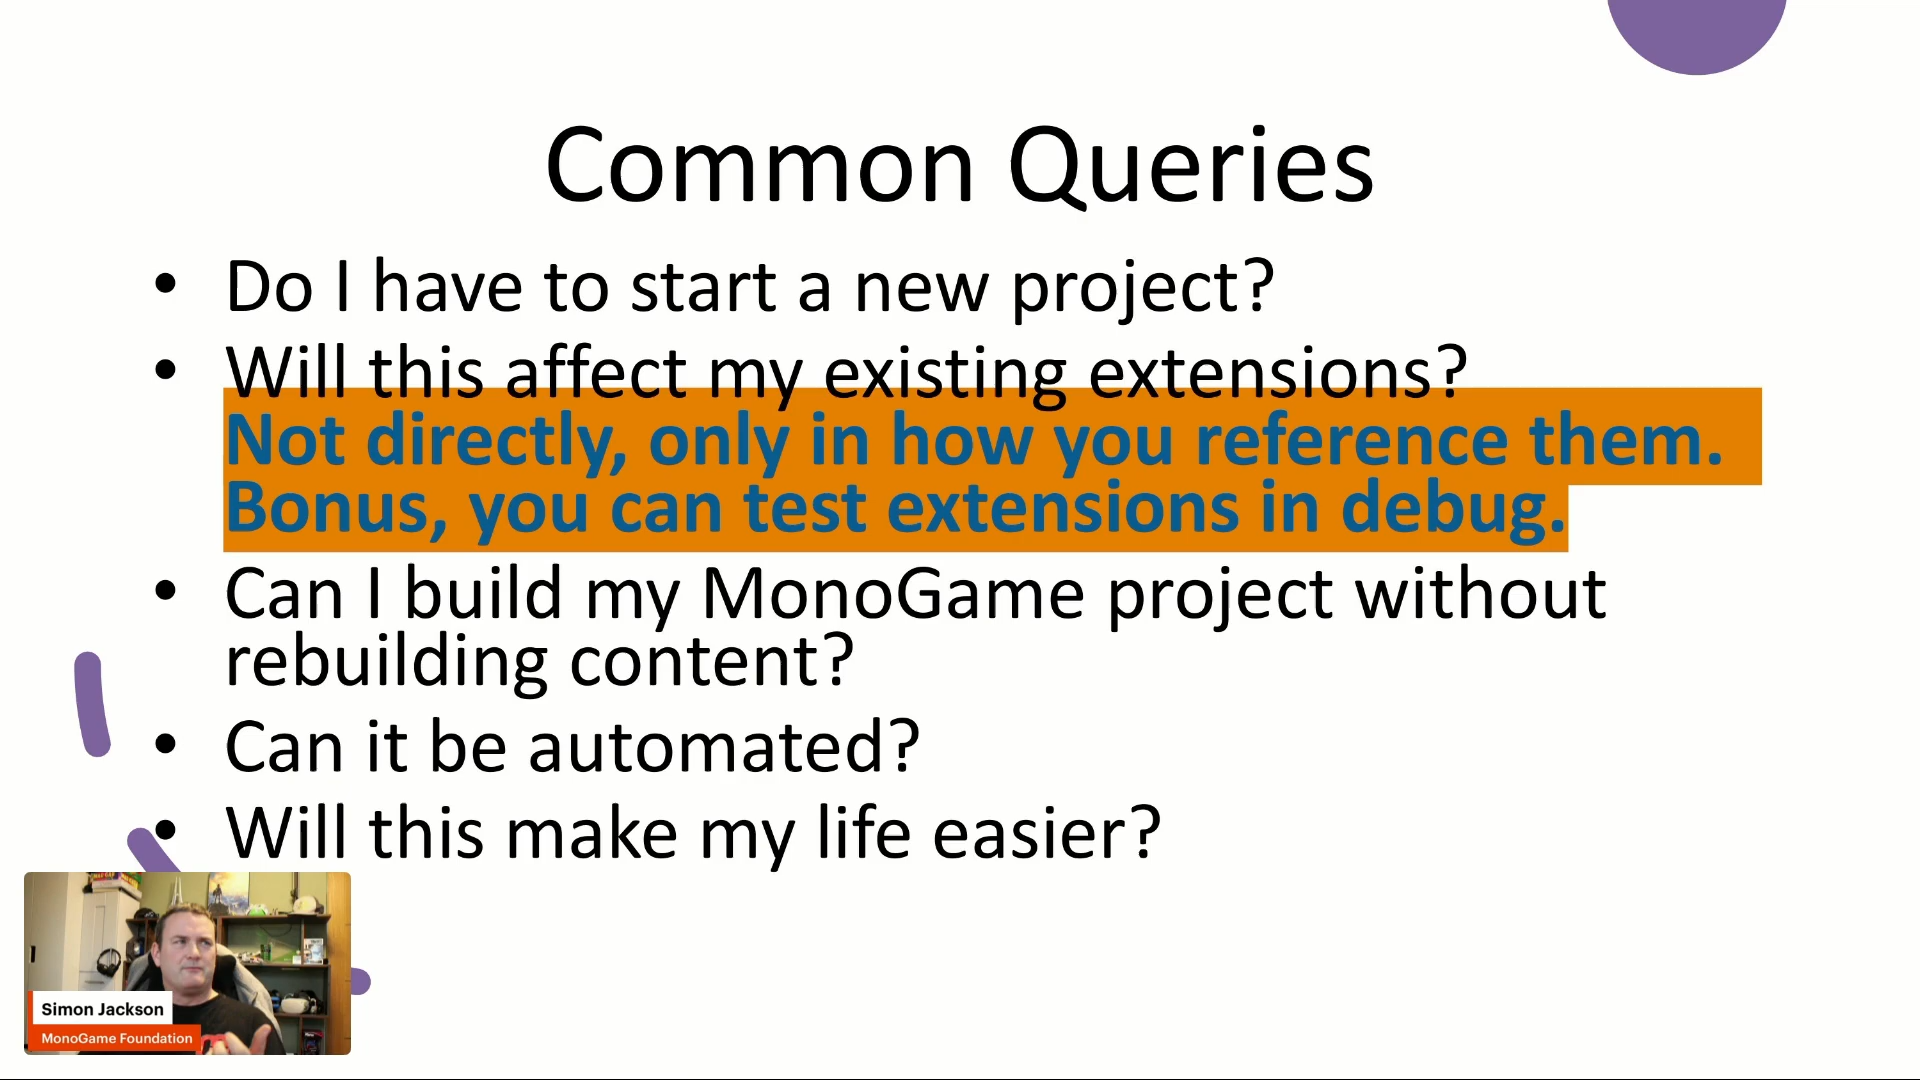 Common Queries
• Do I have to start a new project?
• Will this affect my existing extensions?
Not directly, only in how you reference them.
Bonus, you can test extensions in debug.
• Can I build my MonoGame project without
rebuilding content?
• Can it be automated?
• Will this make my life easier?
Simon Jackson
MonoGame Foundation